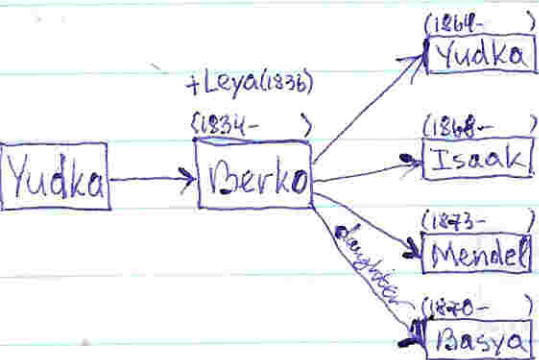 Yudka
+Leya(1836)
(1834- )
Berko
(1864- )
Yudka
(1868- )
Isaak
(1873- )
Mendel
daughter
(1870- )
Basya